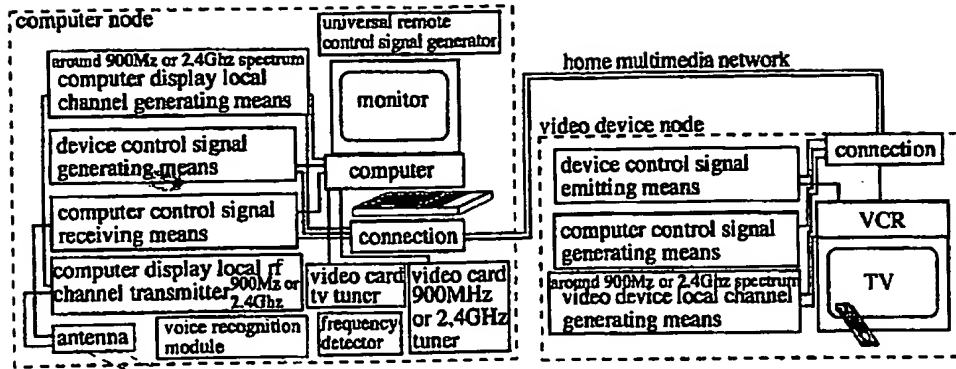 computer node
universal remote
control signal generator
around 900Mz or 2.4Ghz spectrum
computer display local
channel generating means
monitor
home multimedia network
device control signal
generating means
computer
video device node
connection
device control signal
emitting means
computer control signal
receiving means
connection
VCR
computer control signal
generating means
computer display local rf
channel transmitter 900Mz or
2.4Ghz
video card
tv tuner
video card
900MHz
or 2,4GHz
tuner
around 900Mz or 2.4Ghz spectrum
video device local channel
generating means
TV
antenna
voice recognition
module
frequency
detector